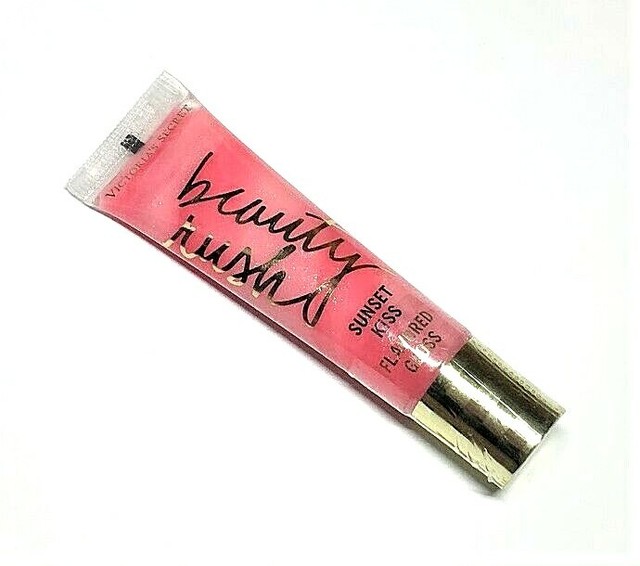 VICTORIA'S SECRET
beauty
rush
SUNSET
KISS
FLAVORED
GLOSS